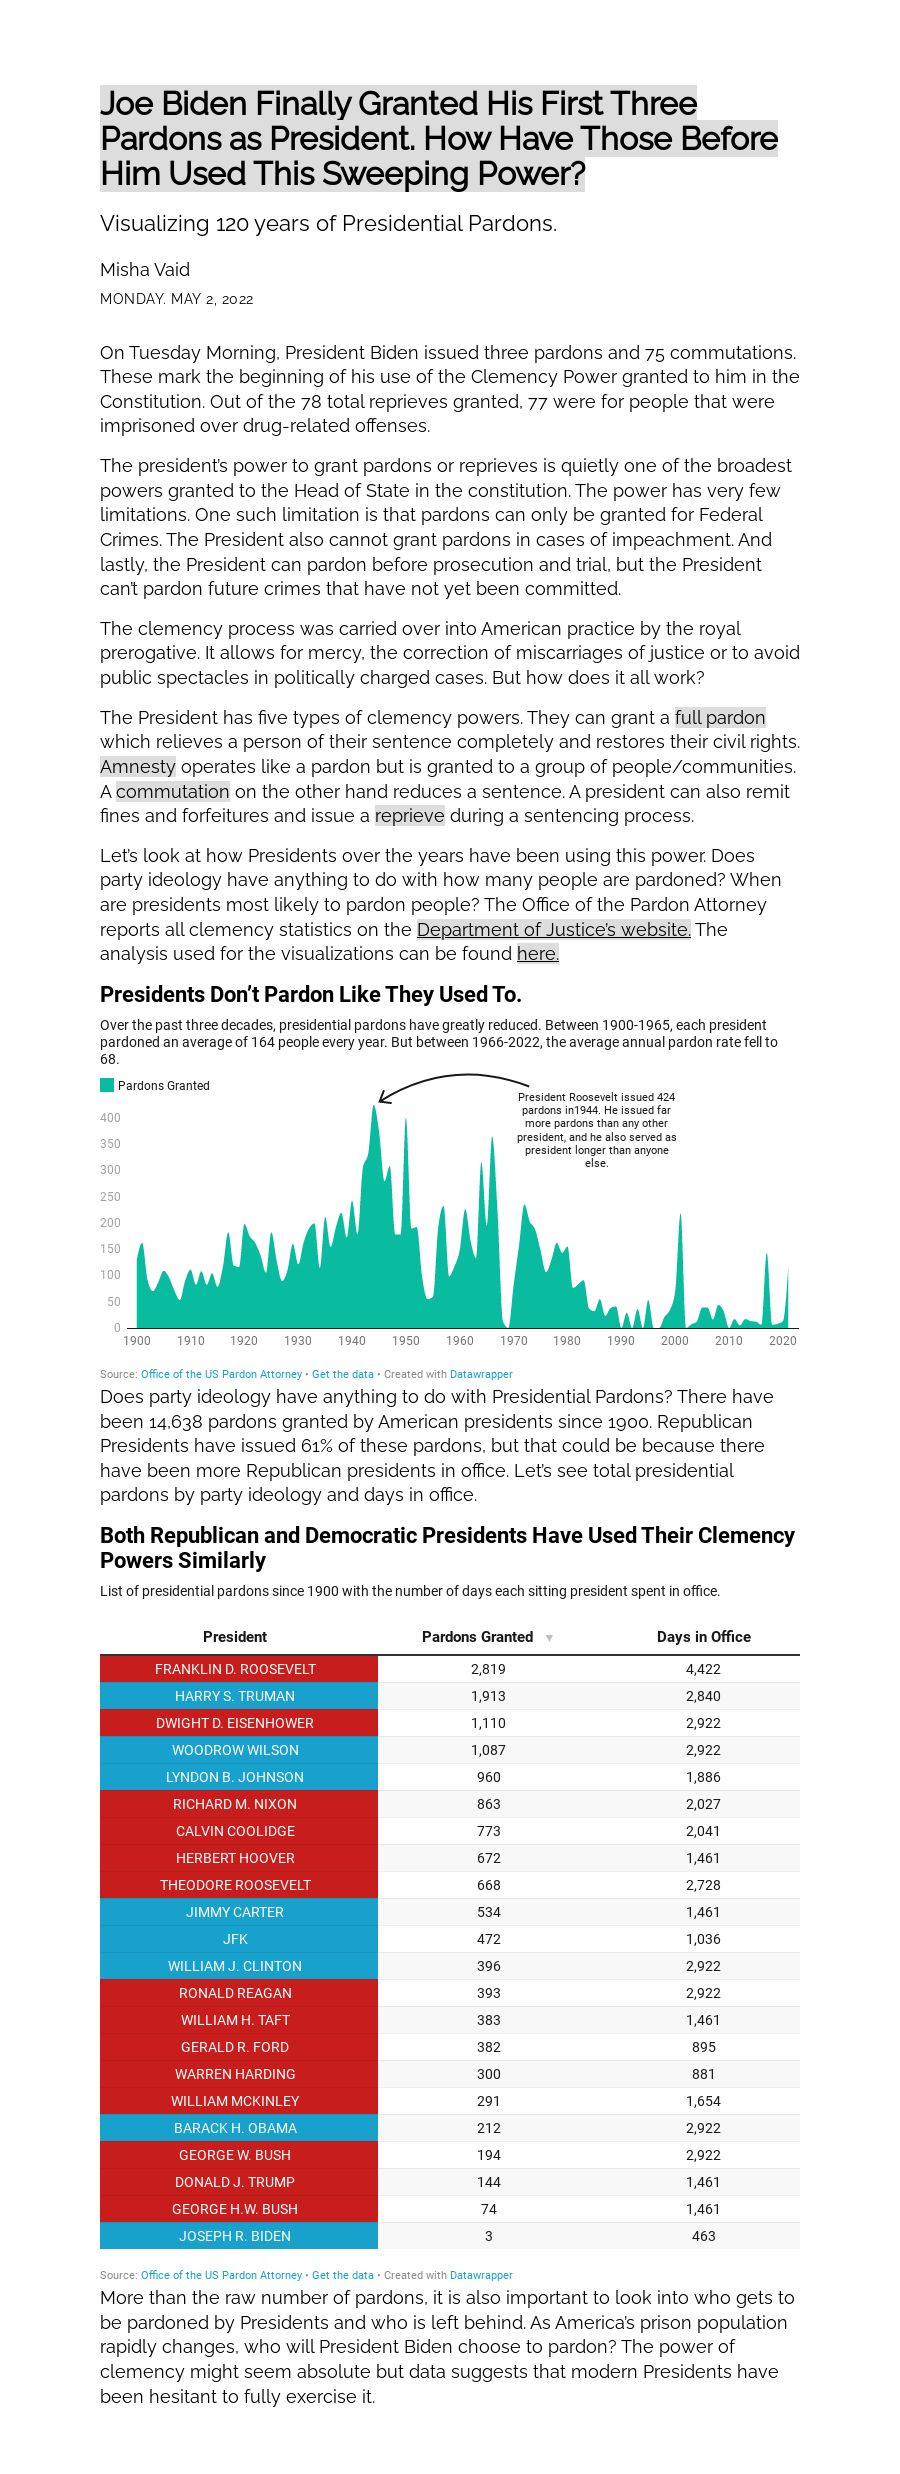 Joe Biden Finally Granted His First Three
Pardons as President. How Have Those Before
Him Used This Sweeping Power?
Visualizing 120 years of Presidential Pardons.
Misha Vaid
MONDAY. MAY 2, 2022
On Tuesday Morning, President Biden issued three pardons and 75 commutations.
These mark the beginning of his use of the Clemency Power granted to him in the
Constitution. Out of the 78 total reprieves granted, 77 were for people that were
imprisoned over drug-related offenses.
The president's power to grant pardons or reprieves is quietly one of the broadest
powers granted to the Head of State in the constitution. The power has very few
limitations. One such limitation is that pardons can only be granted for Federal
Crimes. The President also cannot grant pardons in cases of impeachment. And
lastly, the President can pardon before prosecution and trial, but the President
can't pardon future crimes that have not yet been committed.
The clemency process was carried over into American practice by the royal
prerogative. It allows for mercy, the correction of miscarriages of justice or to avoid
public spectacles in politically charged cases. But how does it all work?
The President has five types of clemency powers. They can grant a full pardon
which relieves a person of their sentence completely and restores their civil rights.
Amnesty operates like a pardon but is granted to a group of people/communities.
A commutation on the other hand reduces a sentence. A president can also remit
fines and forfeitures and issue a reprieve during a sentencing process.
Let's look at how Presidents over the years have been using this power. Does
party ideology have anything to do with how many people are pardoned? When
are presidents most likely to pardon people? The Office of the Pardon Attorney
reports all clemency statistics on the Department of Justice's website. The
analysis used for the visualizations can be found here.
Presidents Don't Pardon Like They Used To.
Over the past three decades, presidential pardons have greatly reduced. Between 1900-1965, each president
pardoned an average of 164 people every year. But between 1966-2022, the average annual pardon rate fell to
68.
Pardons Granted
President Roosevelt issued 424
pardons in1944. He issued far
more pardons than any other
president, and he also served as
president longer than anyone
else.
400
350
300
250
200
150
100
50
0
1900 1910 1920 1930 1940 1950 1960 1970 1980 1990 2000 2010 2020
Source: Office of the US Pardon Attorney • Get the data • Created with Datawrapper
Does party ideology have anything to do with Presidential Pardons? There have
been 14,638 pardons granted by American presidents since 1900. Republican
Presidents have issued 61% of these pardons, but that could be because there
have been more Republican presidents in office. Let's see total presidential
pardons by party ideology and days in office.
Both Republican and Democratic Presidents Have Used Their Clemency
Powers Similarly
List of presidential pardons since 1900 with the number of days each sitting president spent in office.
President Pardons Granted ▼ Days in Office
FRANKLIN D. ROOSEVELT 2,819 4,422
HARRY S. TRUMAN 1,913 2,840
DWIGHT D. EISENHOWER 1,110 2,922
WOODROW WILSON 1,087 2,922
LYNDON B. JOHNSON 960 1,886
RICHARD M. NIXON 863 2,027
CALVIN COOLIDGE 773 2,041
HERBERT HOOVER 672 1,461
THEODORE ROOSEVELT 668 2,728
JIMMY CARTER 534 1,461
JFK 472 1,036
WILLIAM J. CLINTON 396 2,922
RONALD REAGAN 393 2,922
WILLIAM H. TAFT 383 1,461
GERALD R. FORD 382 895
WARREN HARDING 300 881
WILLIAM MCKINLEY 291 1,654
BARACK H. OBAMA 212 2,922
GEORGE W. BUSH 194 2,922
DONALD J. TRUMP 144 1,461
GEORGE H.W. BUSH 74 1,461
JOSEPH R. BIDEN 3 463
Source: Office of the US Pardon Attorney • Get the data • Created with Datawrapper
More than the raw number of pardons, it is also important to look into who gets to
be pardoned by Presidents and who is left behind. As America's prison population
rapidly changes, who will President Biden choose to pardon? The power of
clemency might seem absolute but data suggests that modern Presidents have
been hesitant to fully exercise it.